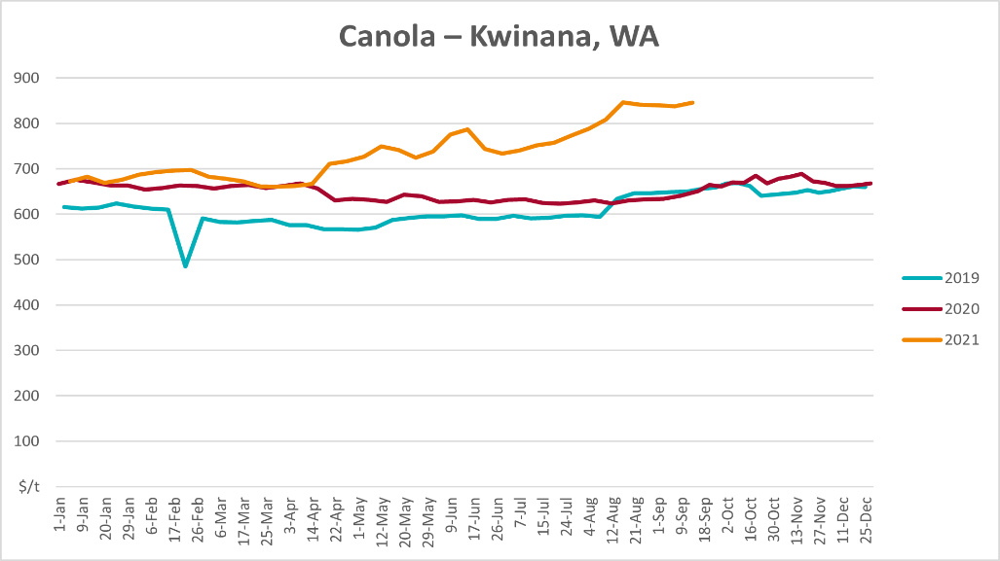 Canola – Kwinana, WA
900
800
700
600
500
400
300
200
100
$/t
1-Jan
9-Jan
20-Jan
29-Jan
6-Feb
17-Feb
26-Feb
6-Mar
17-Mar
25-Mar
3-Apr
14-Apr
22-Apr
1-May
12-May
20-May
29-May
9-Jun
17-Jun
26-Jun
7-Jul
15-Jul
24-Jul
4-Aug
12-Aug
21-Aug
1-Sep
9-Sep
18-Sep
2-Oct
16-Oct
30-Oct
13-Nov
27-Nov
11-Dec
25-Dec
2019
2020
2021